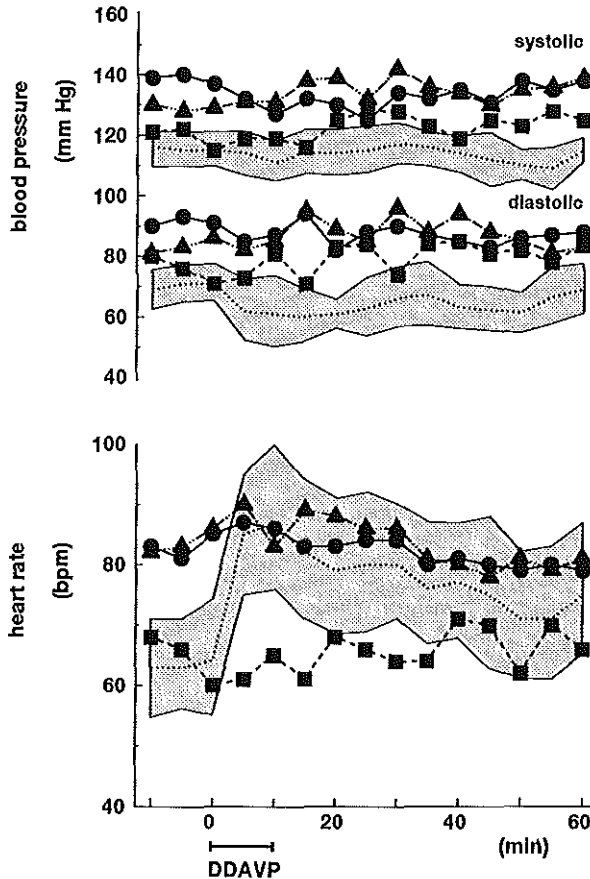 160
systolic
140
120
100
diastolic
80
60
40
blood pressure
(mm Hg)
100
80
60
40
heart rate
(bpm)
0
20
40
60
(min)
DDAVP